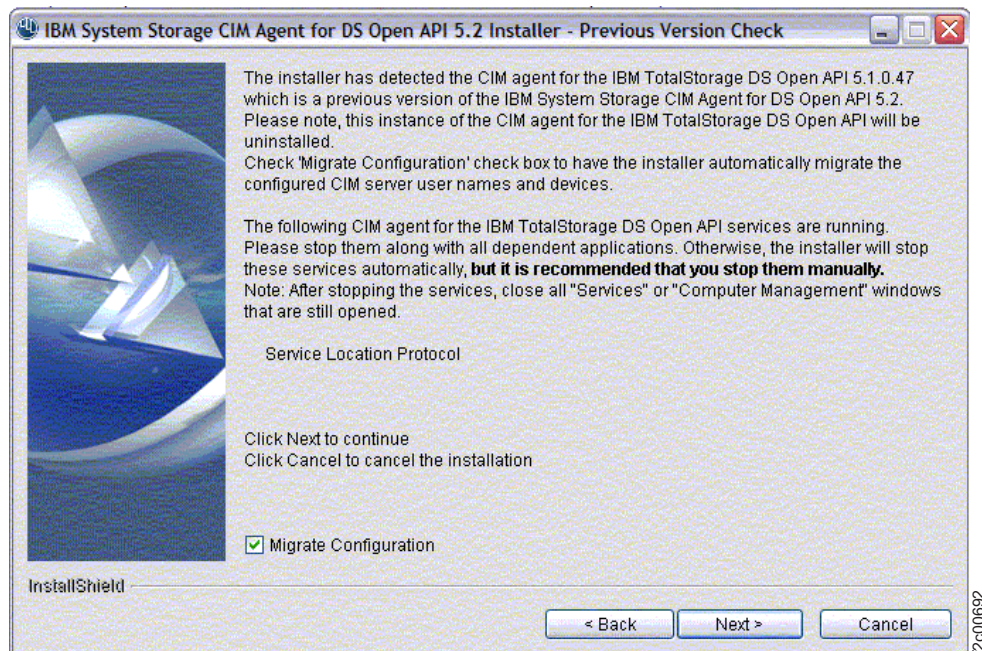 IBM System Storage CIM Agent for DS Open API 5.2 Installer - Previous Version Check
The installer has detected the CIM agent for the IBM TotalStorage DS Open API 5.1.0.47
which is a previous version of the IBM System Storage CIM Agent for DS Open API 5.2.
Please note, this instance of the CIM agent for the IBM TotalStorage DS Open API will be
uninstalled.
Check 'Migrate Configuration' check box to have the installer automatically migrate the
configured CIM server user names and devices.
The following CIM agent for the IBM TotalStorage DS Open API services are running.
Please stop them along with all dependent applications. Otherwise, the installer will stop
these services automatically, but it is recommended that you stop them manually.
Note: After stopping the services, close all "Services" or "Computer Management" windows
that are still opened.
Service Location Protocol
Click Next to continue
Click Cancel to cancel the installation
Migrate Configuration
InstallShield
< Back
Next >
Cancel
f2c00692